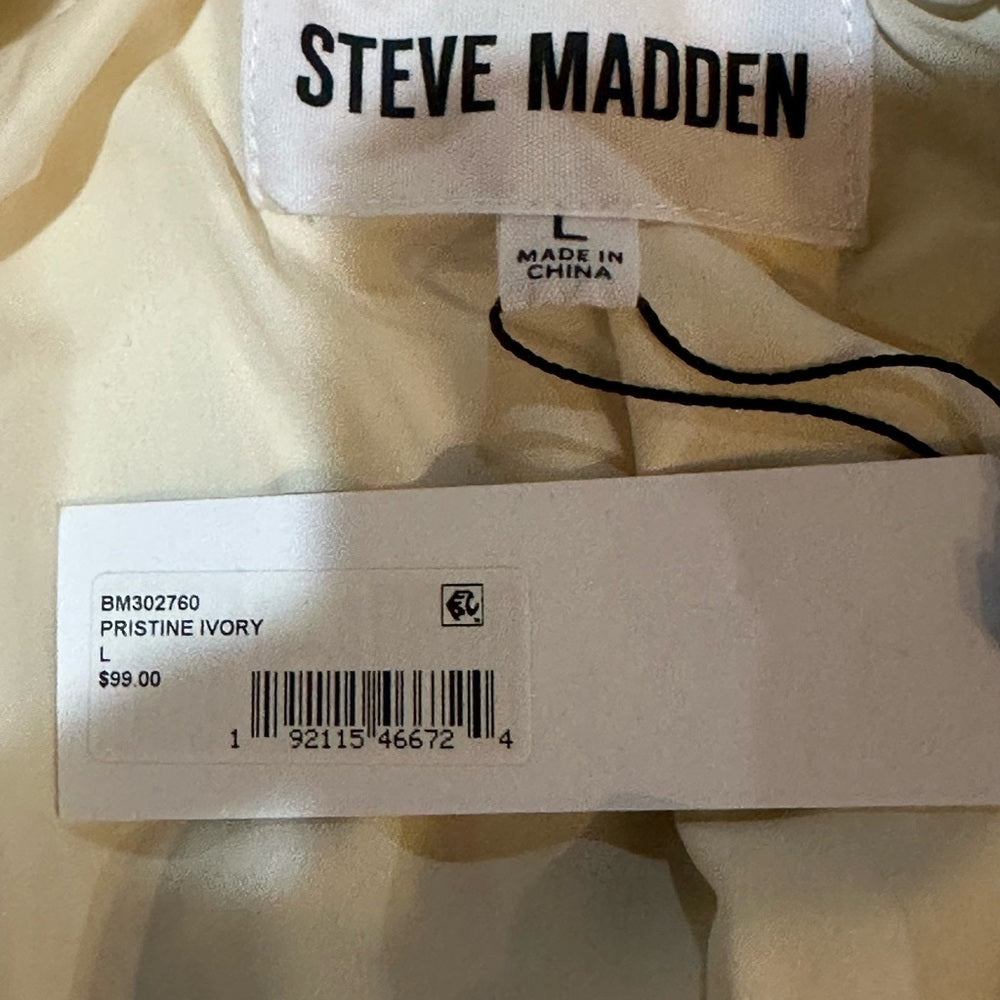 STEVE MADDEN
L
MADE IN
CHINA
BM302760
PRISTINE IVORY
L
$99.00
1 92115 46672 4